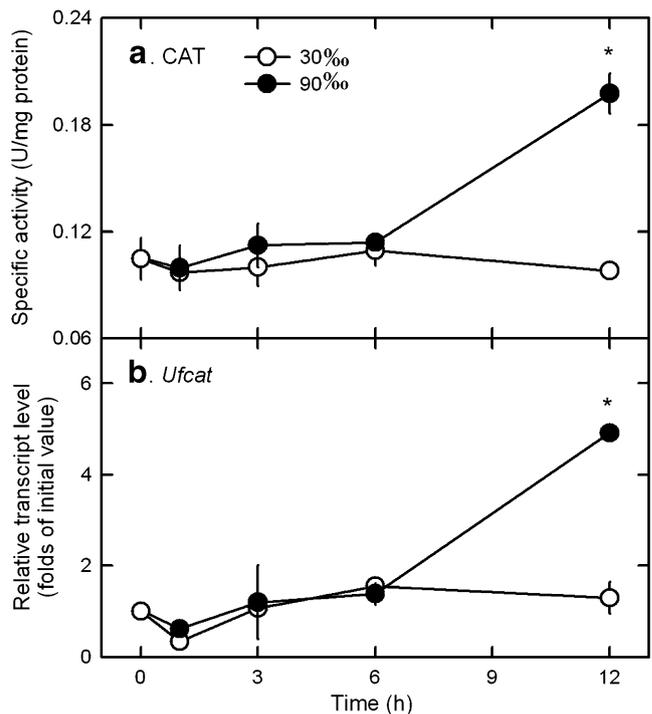 0.24
a. CAT
30‰
90‰
*
0.18
0.12
0.06
Specific activity (U/mg protein)
b. Ufcat
*
6
4
2
0
Relative transcript level
(folds of initial value)
0 3 6 9 12
Time (h)